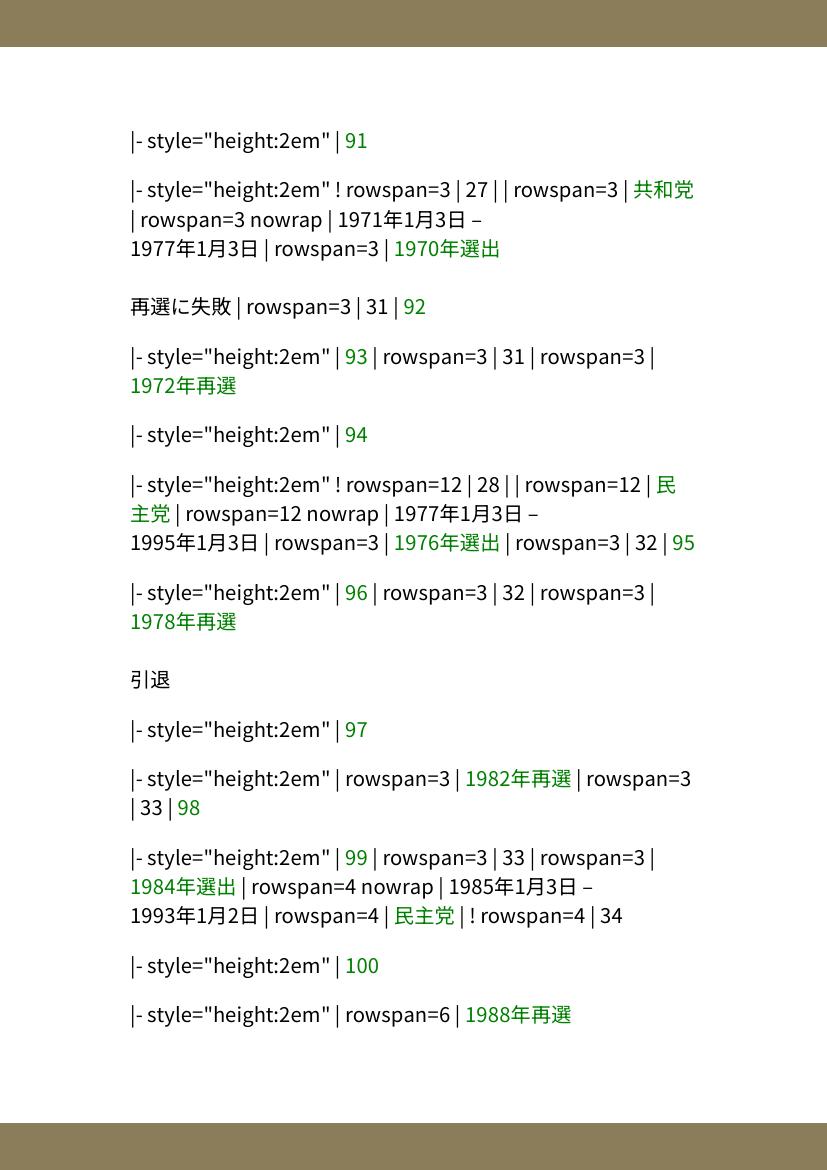 |- style="height:2em" | 91
|- style="height:2em" ! rowspan=3 | 27 | | rowspan=3 | 共和党
| rowspan=3 nowrap | 1971年1月3日 –
1977年1月3日 | rowspan=3 | 1970年選出
再選に失敗 | rowspan=3 | 31 | 92
|- style="height:2em" | 93 | rowspan=3 | 31 | rowspan=3 |
1972年再選
|- style="height:2em" | 94
|- style="height:2em" ! rowspan=12 | 28 | | rowspan=12 | 民
主党 | rowspan=12 nowrap | 1977年1月3日 –
1995年1月3日 | rowspan=3 | 1976年選出 | rowspan=3 | 32 | 95
|- style="height:2em" | 96 | rowspan=3 | 32 | rowspan=3 |
1978年再選
引退
|- style="height:2em" | 97
|- style="height:2em" | rowspan=3 | 1982年再選 | rowspan=3
| 33 | 98
|- style="height:2em" | 99 | rowspan=3 | 33 | rowspan=3 |
1984年選出 | rowspan=4 nowrap | 1985年1月3日 –
1993年1月2日 | rowspan=4 | 民主党 | ! rowspan=4 | 34
|- style="height:2em" | 100
|- style="height:2em" | rowspan=6 | 1988年再選